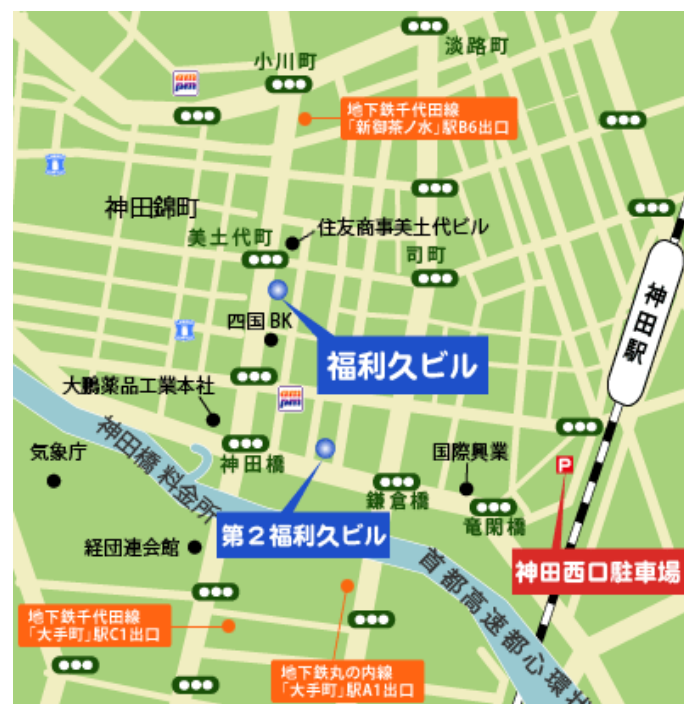 淡路町
小川町
am
pm
地下鉄千代田線
「新御茶ノ水」駅B6出口
神田錦町
美土代町
住友商事美土代ビル
司町
神田駅
四国BK
福利久ビル
大鵬薬品工業本社
am
pm
気象庁
神田橋 料金所
神田橋
国際興業
P
鎌倉橋
竜閑橋
第2福利久ビル
経団連会館
神田西口駐車場
首都高速都心環状
地下鉄千代田線
「大手町」駅C1出口
地下鉄丸の内線
「大手町」駅A1出口